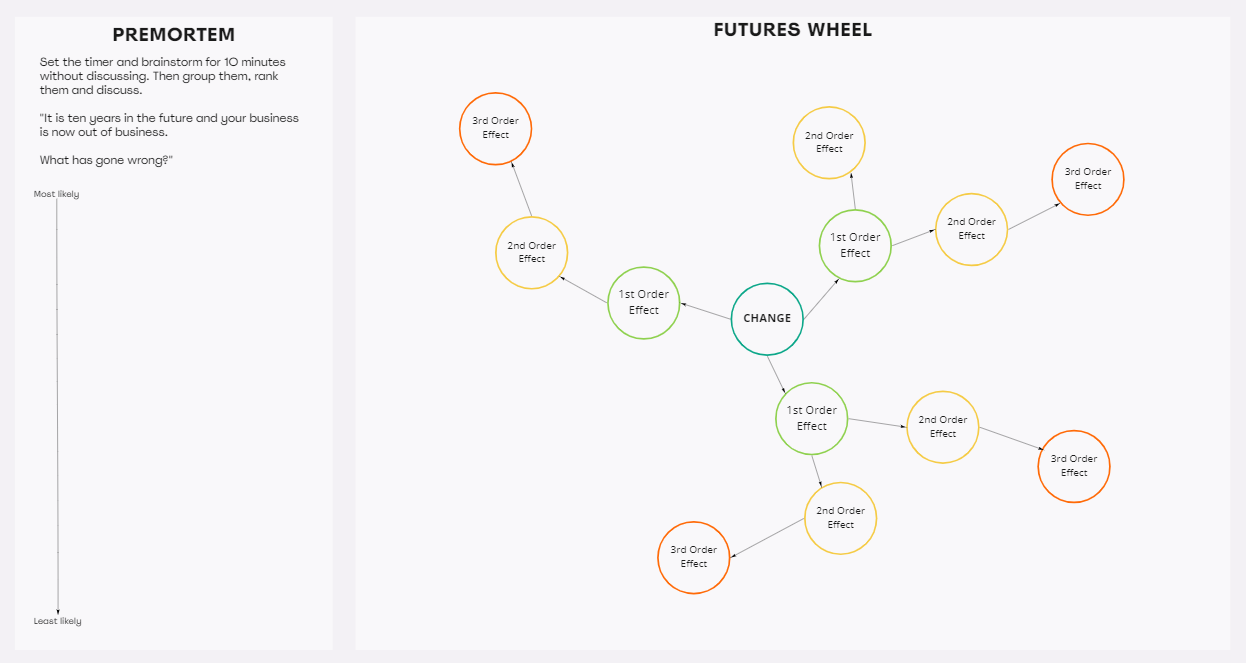 PREMORTEM
Set the timer and brainstorm for 10 minutes
without discussing. Then group them, rank
them and discuss.
"It is ten years in the future and your business
is now out of business.
What has gone wrong?"
Most likely
Least likely
FUTURES WHEEL
3rd Order
Effect
2nd Order
Effect
3rd Order
Effect
1st Order
Effect
2nd Order
Effect
2nd Order
Effect
1st Order
Effect
CHANGE
1st Order
Effect
2nd Order
Effect
3rd Order
Effect
2nd Order
Effect
3rd Order
Effect